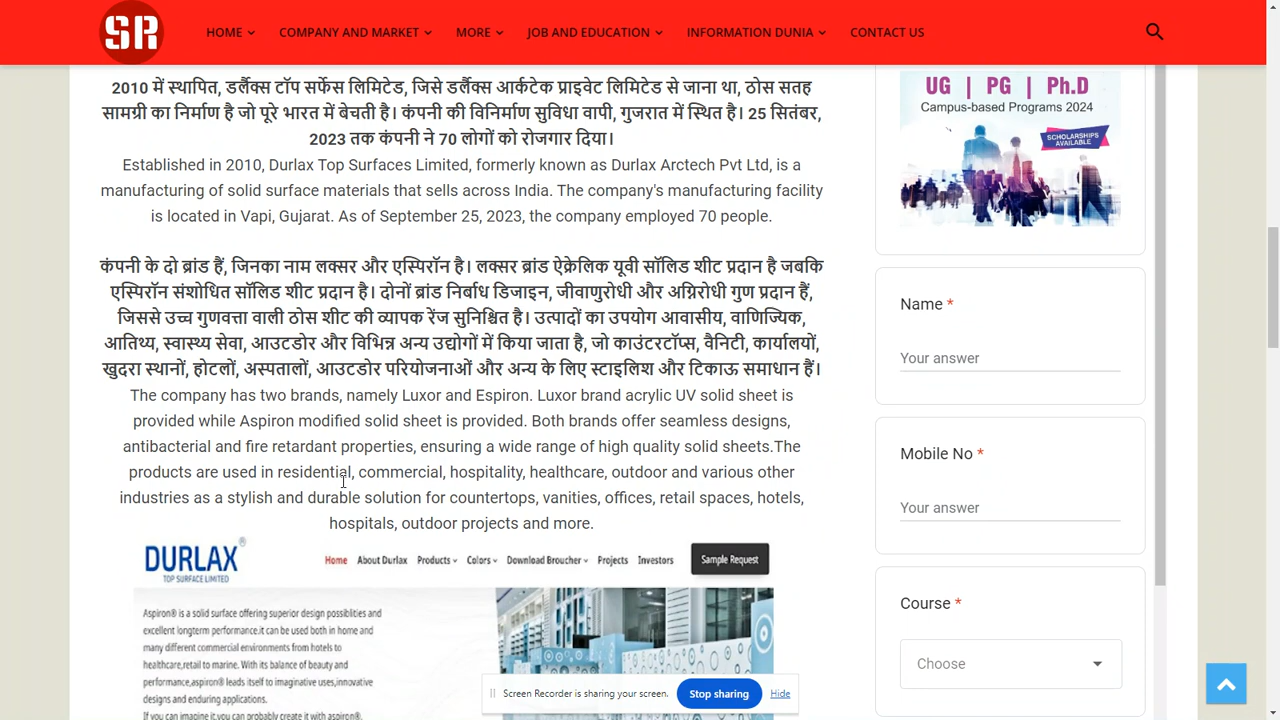 SR
HOME
COMPANY AND MARKET
MORE
JOB AND EDUCATION
INFORMATION DUNIA
CONTACT US
2010 में स्थापित, डर्लैक्स टॉप सर्फेस लिमिटेड, जिसे डर्लैक्स आर्कटेक प्राइवेट लिमिटेड से जाना था, ठोस सतह
सामग्री का निर्माण है जो पूरे भारत में बेचती है। कंपनी की विनिर्माण सुविधा वापी, गुजरात में स्थित है। 25 सितंबर,
2023 तक कंपनी ने 70 लोगों को रोजगार दिया।
Established in 2010, Durlax Top Surfaces Limited, formerly known as Durlax Arctech Pvt Ltd, is a
manufacturing of solid surface materials that sells across India. The company's manufacturing facility
is located in Vapi, Gujarat. As of September 25, 2023, the company employed 70 people.
कंपनी के दो ब्रांड हैं, जिनका नाम लक्सर और एस्पिरॉन है। लक्सर ब्रांड ऐक्रेलिक यूवी सॉलिड शीट प्रदान है जबकि
एस्पिरॉन संशोधित सॉलिड शीट प्रदान है। दोनों ब्रांड निर्बाध डिजाइन, जीवाणुरोधी और अग्निरोधी गुण प्रदान हैं,
जिससे उच्च गुणवत्ता वाली ठोस शीट की व्यापक रेंज सुनिश्चित है। उत्पादों का उपयोग आवासीय, वाणिज्यिक,
आतिथ्य, स्वास्थ्य सेवा, आउटडोर और विभिन्न अन्य उद्योगों में किया जाता है, जो काउंटरटॉप्स, वैनिटी, कार्यालयों,
खुदरा स्थानों, होटलों, अस्पतालों, आउटडोर परियोजनाओं और अन्य के लिए स्टाइलिश और टिकाऊ समाधान हैं।
The company has two brands, namely Luxor and Espiron. Luxor brand acrylic UV solid sheet is
provided while Aspiron modified solid sheet is provided. Both brands offer seamless designs,
antibacterial and fire retardant properties, ensuring a wide range of high quality solid sheets.The
products are used in residential, commercial, hospitality, healthcare, outdoor and various other
industries as a stylish and durable solution for countertops, vanities, offices, retail spaces, hotels,
hospitals, outdoor projects and more.
DURLAX®
TOP SURFACE LIMITED
Home
About Durlax
Products
Colors
Download Broucher
Projects
Investors
Sample Request
Aspiron® is a solid surface offering superior design possiblities and
excellent longterm performance.it can be used both in home and
many different commercial environments from hotels to
healthcare,retail to marine. With its balance of beauty and
performance,aspiron® leads itself to imaginative uses,innovative
designs and enduring applications.
If you can imagine it,you can probably create it with aspiron®.
UG | PG | Ph.D
Campus-based Programs 2024
SCHOLARSHIPS
AVAILABLE
Name *
Your answer
Mobile No *
Your answer
Course *
Choose
Screen Recorder is sharing your screen.
Stop sharing
Hide